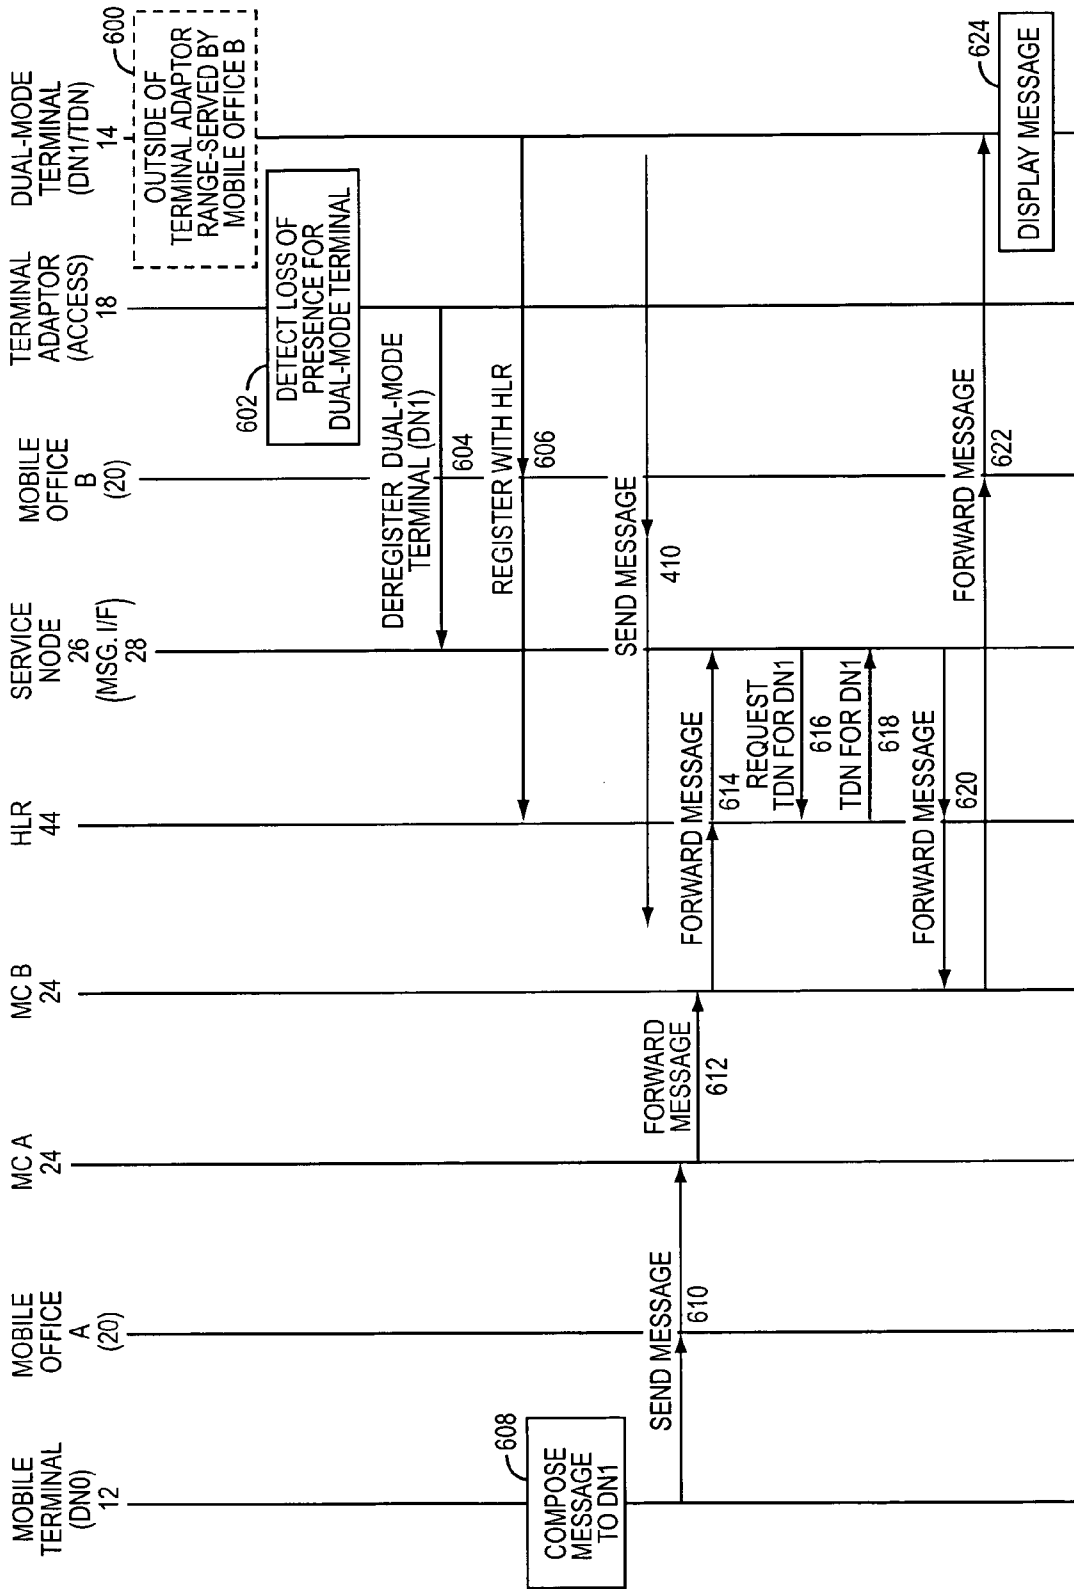 MOBILE
TERMINAL
(DN0)
12
MOBILE
OFFICE
A
(20)
MC A
24
MC B
24
HLR
44
SERVICE
NODE
26
(MSG. I/F)
28
MOBILE
OFFICE
B
(20)
TERMINAL
ADAPTOR
(ACCESS)
18
DUAL-MODE
TERMINAL
(DN1/TDN)
14
600
OUTSIDE OF
TERMINAL ADAPTOR
RANGE-SERVED BY
MOBILE OFFICE B
602
DETECT LOSS OF
PRESENCE FOR
DUAL-MODE TERMINAL
DEREGISTER DUAL-MODE
TERMINAL (DN1)
604
REGISTER WITH HLR
606
608
COMPOSE
MESSAGE
TO DN1
SEND MESSAGE
410
SEND MESSAGE
610
FORWARD
MESSAGE
612
FORWARD MESSAGE
614
REQUEST
TDN FOR DN1
616
TDN FOR DN1
618
FORWARD MESSAGE
620
FORWARD MESSAGE
622
624
DISPLAY MESSAGE